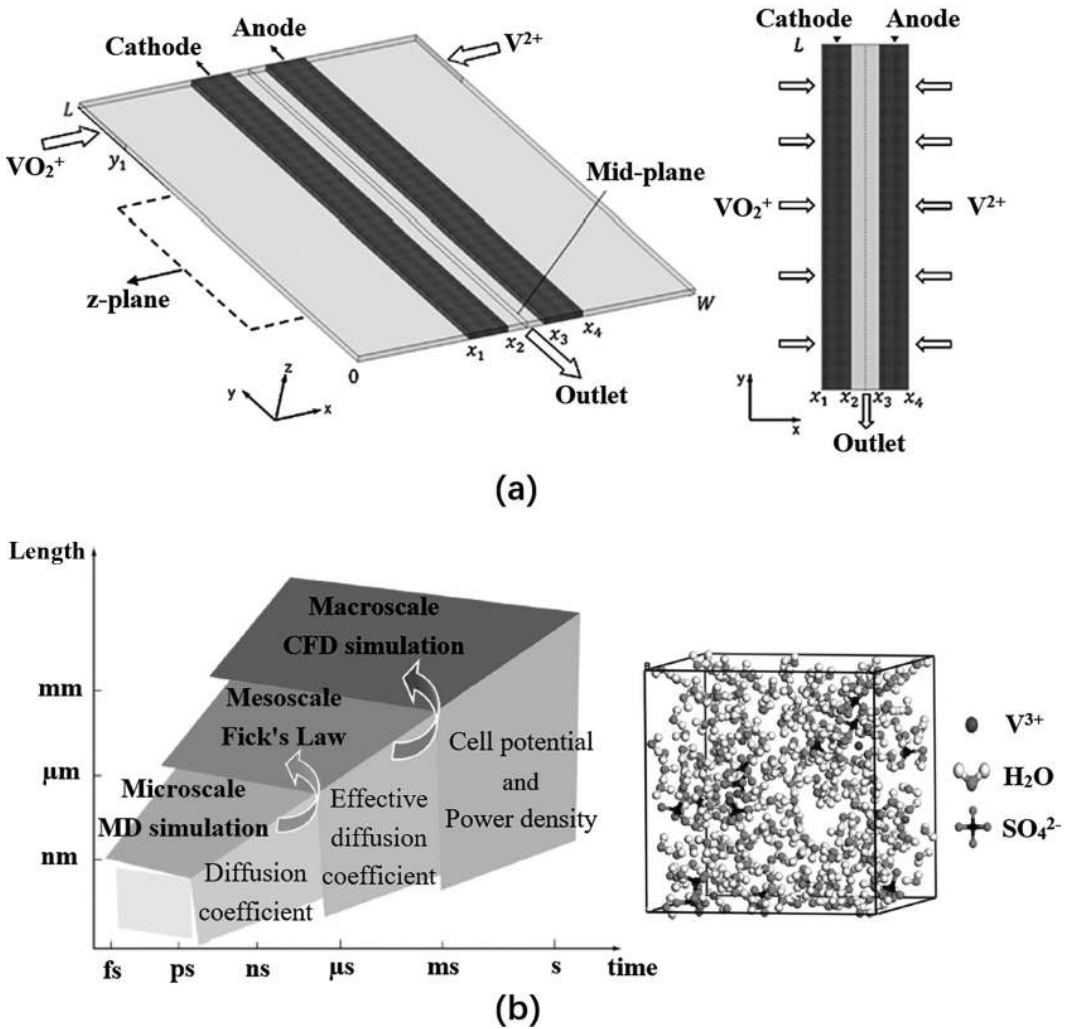 Cathode
Anode
V²⁺
L
VO₂⁺
y₁
Mid-plane
z-plane
W
x₁ x₂ x₃ x₄
0
Outlet
z
y
x
Cathode Anode
L
VO₂⁺
V²⁺
y
x
x₁ x₂ x₃ x₄
Outlet
(a)
Length
Macroscale
CFD simulation
mm
Mesoscale
Fick's Law
Cell potential
and
Power density
μm
Microscale
MD simulation
Effective
diffusion
coefficient
nm
Diffusion
coefficient
fs ps ns μs ms s time
V³⁺
H₂O
SO₄²⁻
(b)